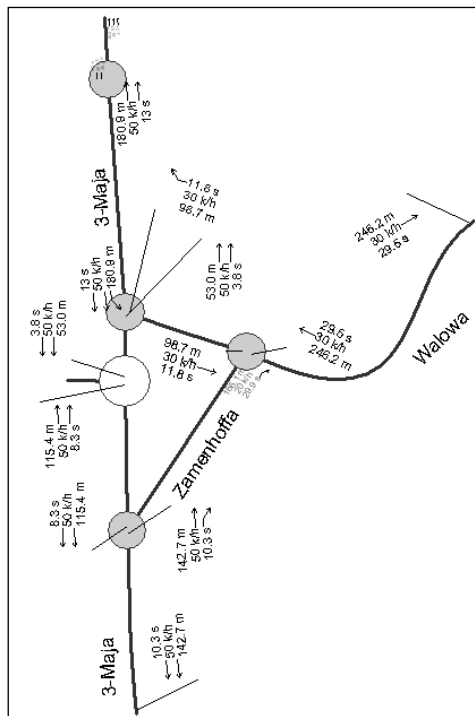 115
11
180.9 m
50 k/h
13 s
3-Maja
11.8 s
30 k/h
98.7 m
246.2 m
30 k/h
29.5 s
53.0 m
50 k/h
3.8 s
13 s
50 k/h
180.9 m
3.8 s
50 k/h
53.0 m
29.5 s
30 k/h
246.2 m
Walowa
98.7 m
30 k/h
11.8 s
Zamenhoffa
115.4 m
50 k/h
8.3 s
8.3 s
50 k/h
115.4 m
142.7 m
50 k/h
10.3 s
3-Maja
10.3 s
50 k/h
142.7 m